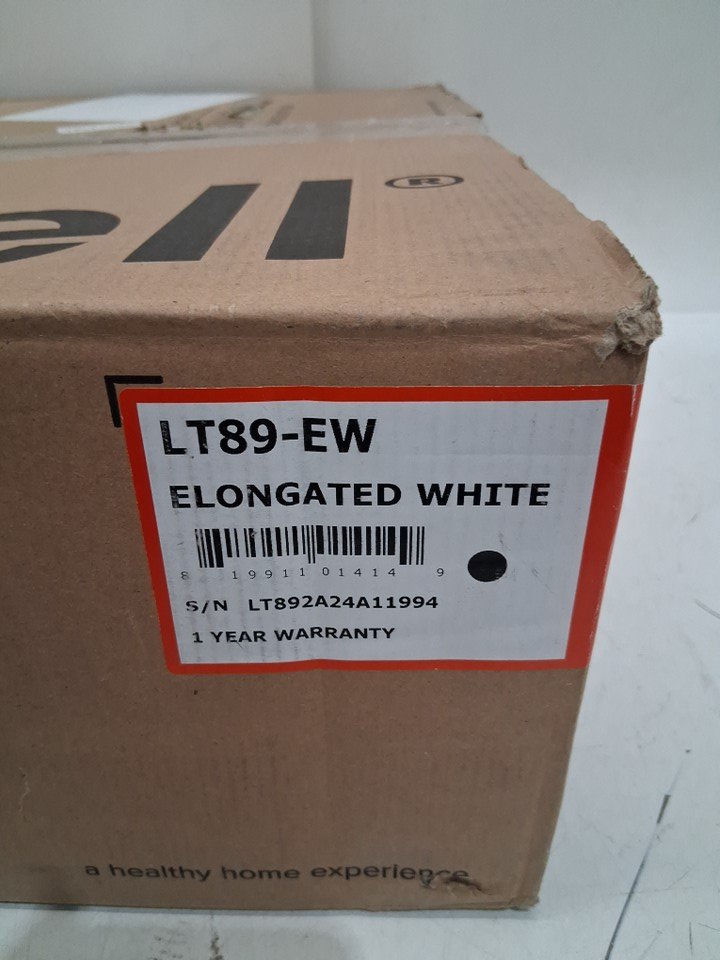 ell®
LT89-EW
ELONGATED WHITE
8 19911 01414 9
S/N LT892A24A11994
1 YEAR WARRANTY
a healthy home experience